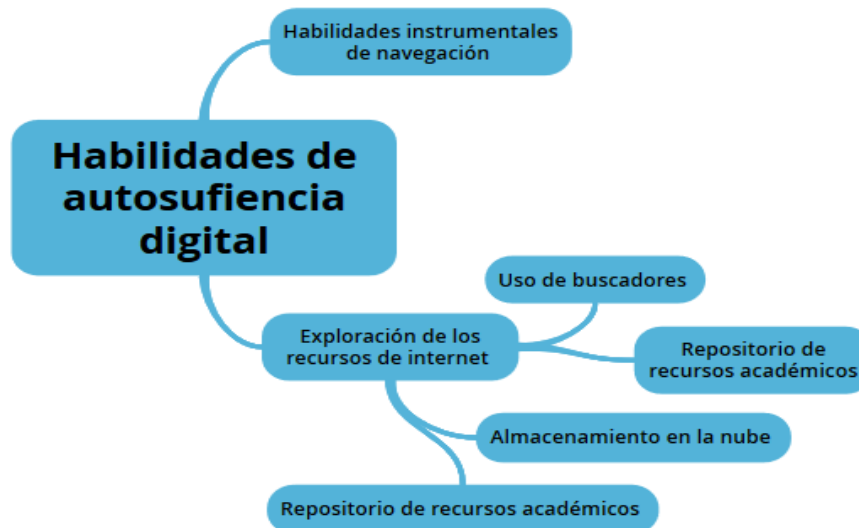 Habilidades instrumentales
de navegación
Habilidades de
autosufiencia
digital
Uso de buscadores
Exploración de los
recursos de internet
Repositorio de
recursos académicos
Almacenamiento en la nube
Repositorio de recursos académicos